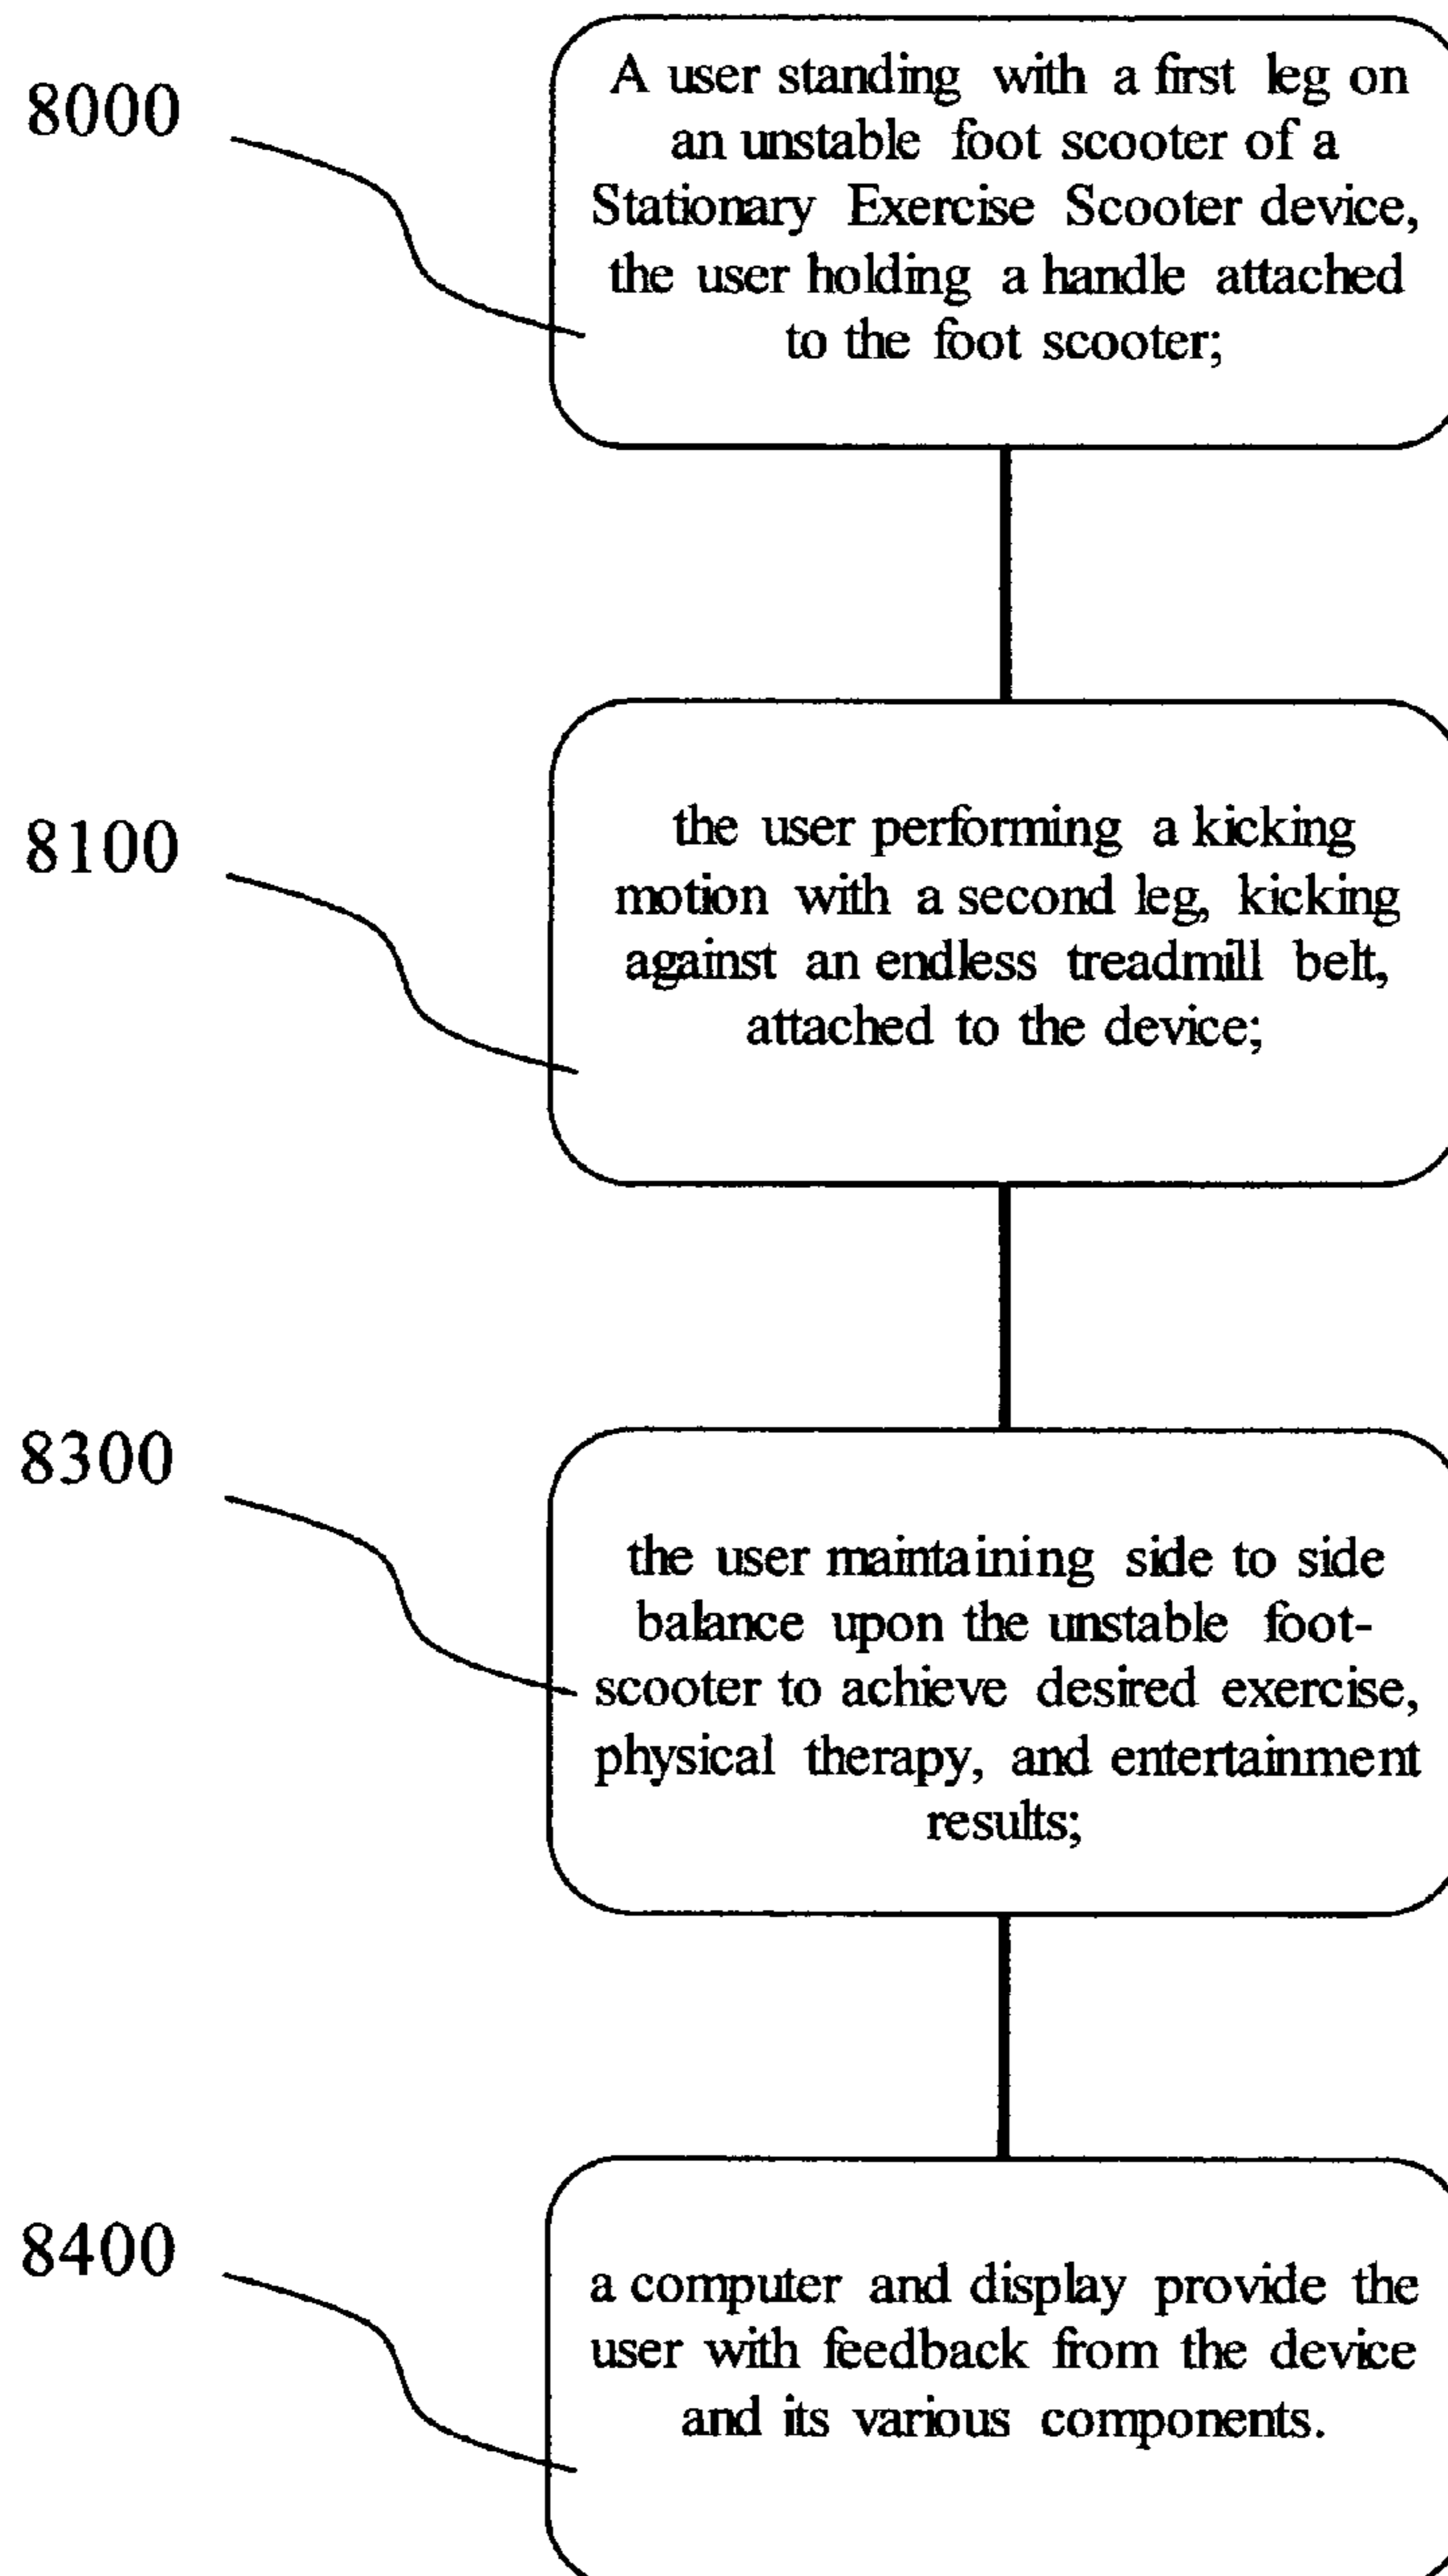 8000
A user standing with a first leg on
an unstable foot scooter of a
Stationary Exercise Scooter device,
the user holding a handle attached
to the foot scooter;
8100
the user performing a kicking
motion with a second leg, kicking
against an endless treadmill belt,
attached to the device;
8300
the user maintaining side to side
balance upon the unstable foot-
scooter to achieve desired exercise,
physical therapy, and entertainment
results;
8400
a computer and display provide the
user with feedback from the device
and its various components.